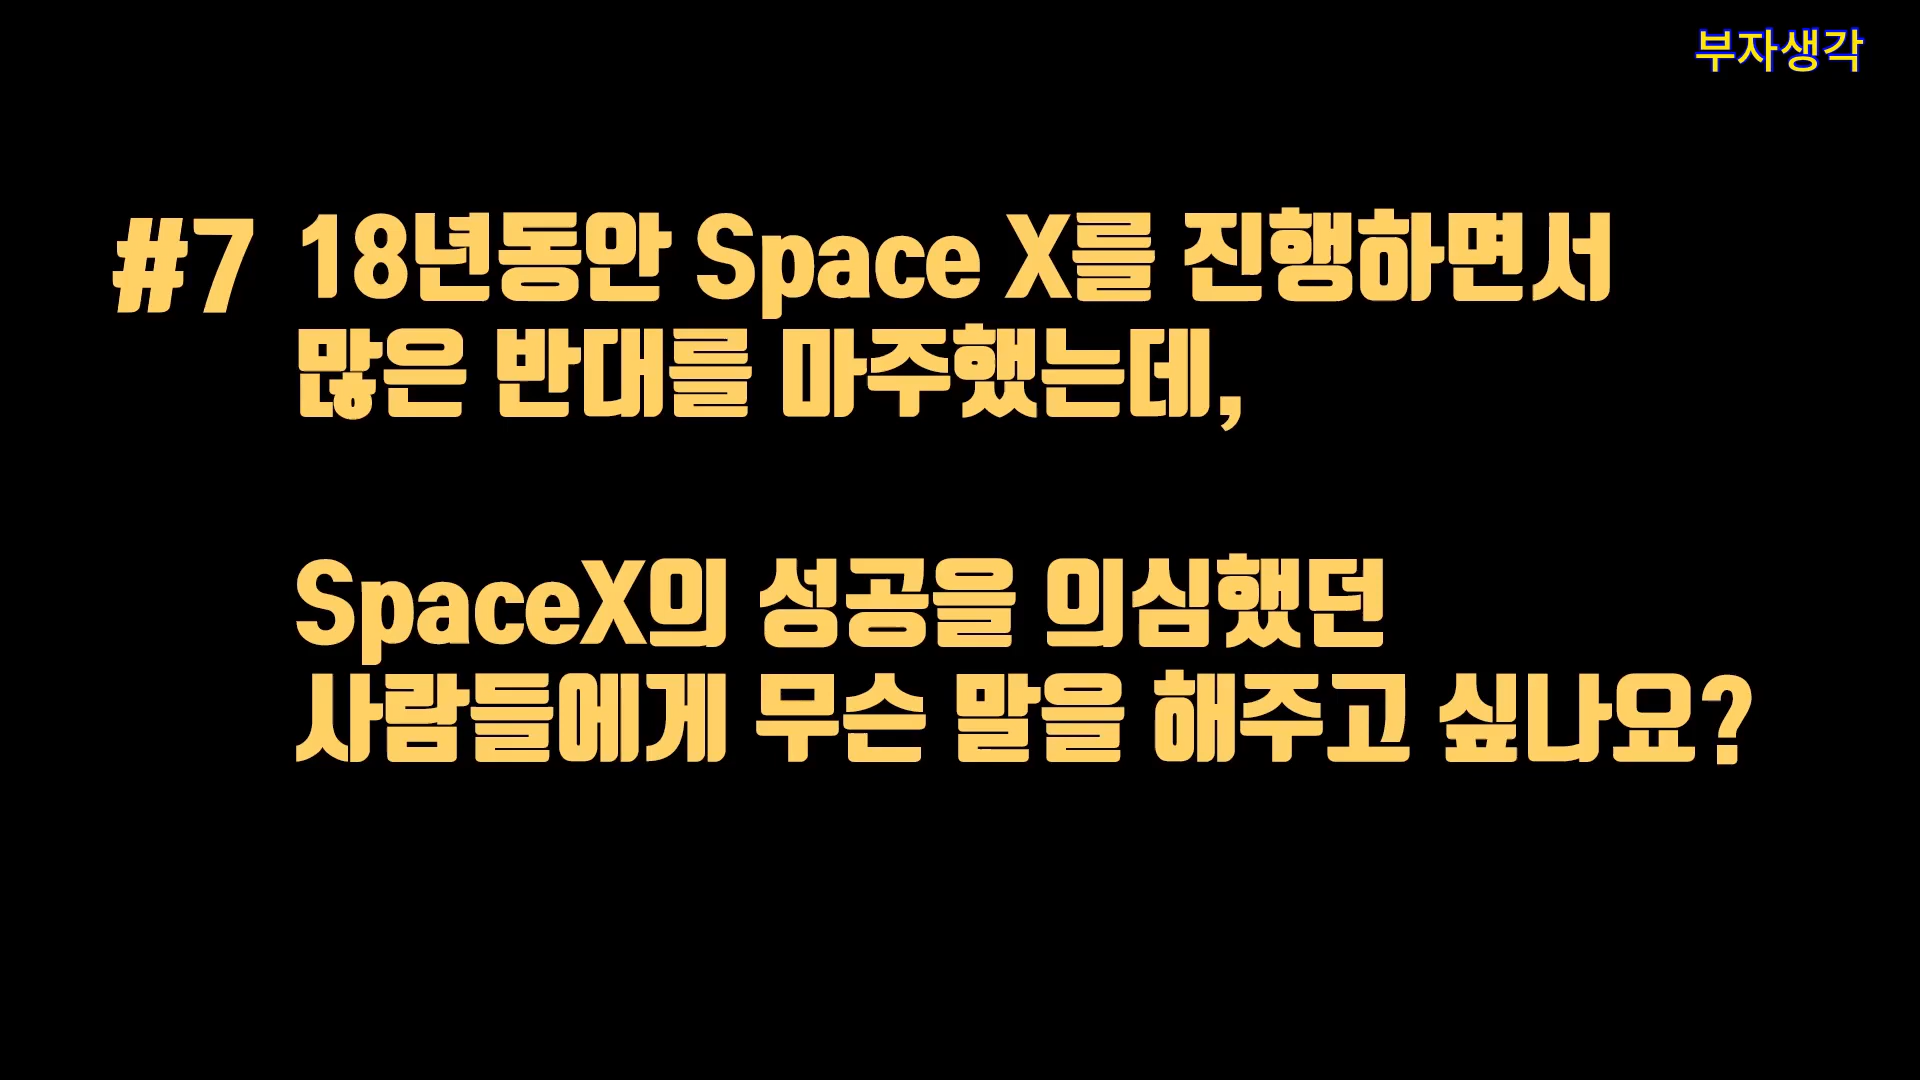 부자생각
#7 18년동안 Space X를 진행하면서
많은 반대를 마주했는데,
SpaceX의 성공을 의심했던
사람들에게 무슨 말을 해주고 싶나요?